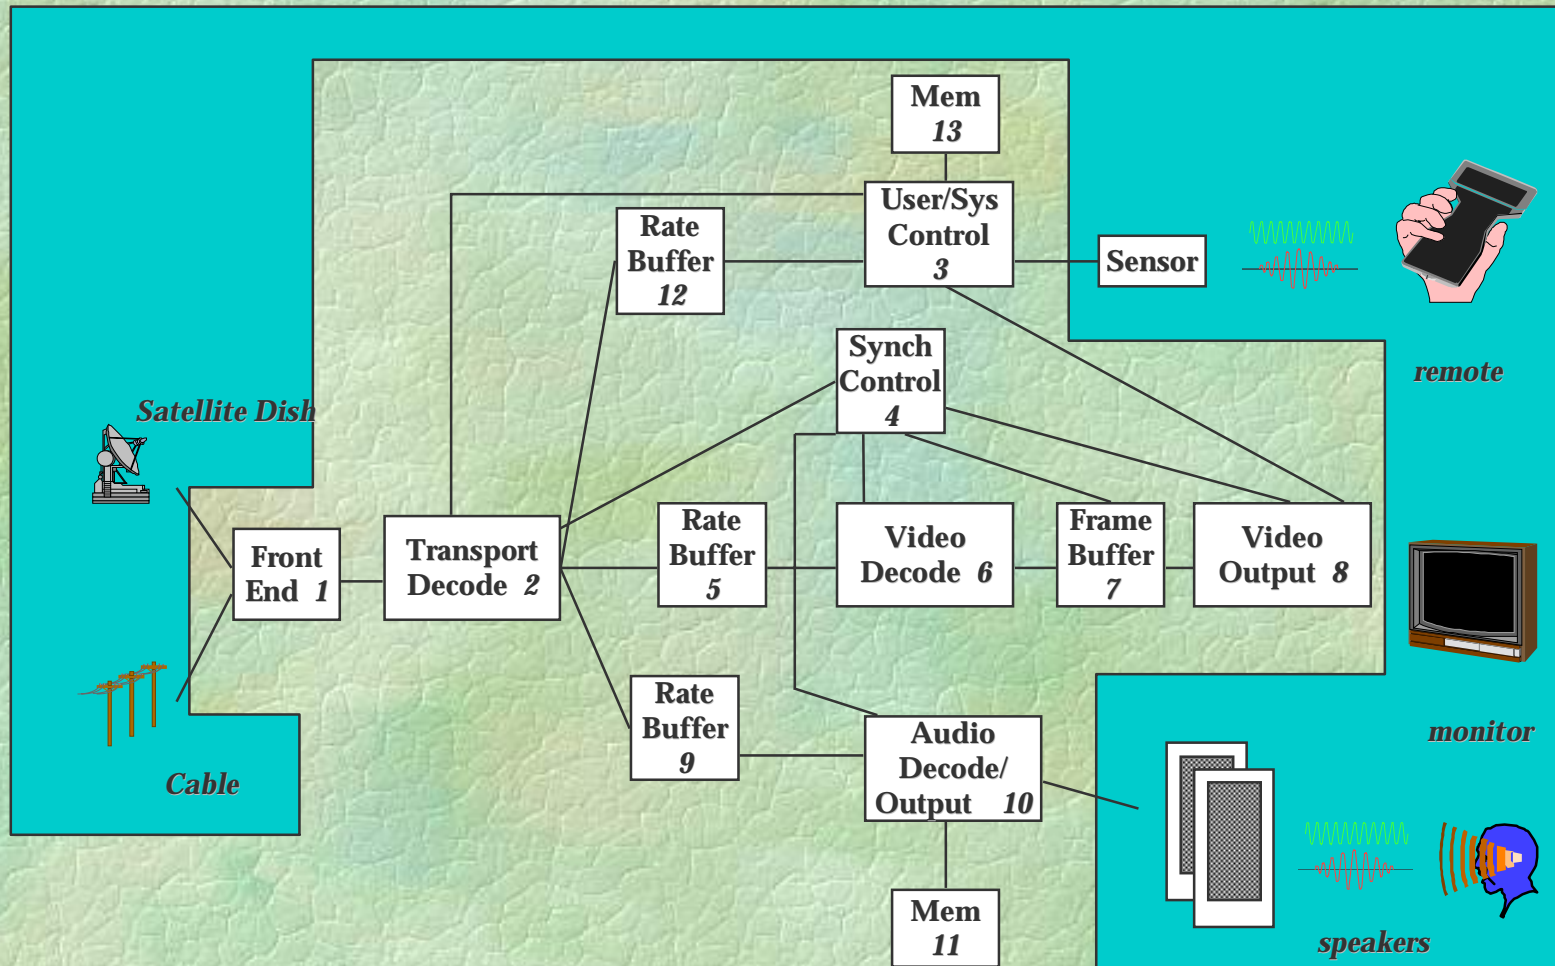 Mem
13
User/Sys
Control
3
Rate
Buffer
12
Sensor
Synch
Control
4
remote
Satellite Dish
Front
End 1
Transport
Decode 2
Rate
Buffer
5
Video
Decode 6
Frame
Buffer
7
Video
Output 8
monitor
Rate
Buffer
9
Audio
Decode/
Output 10
Cable
Mem
11
speakers